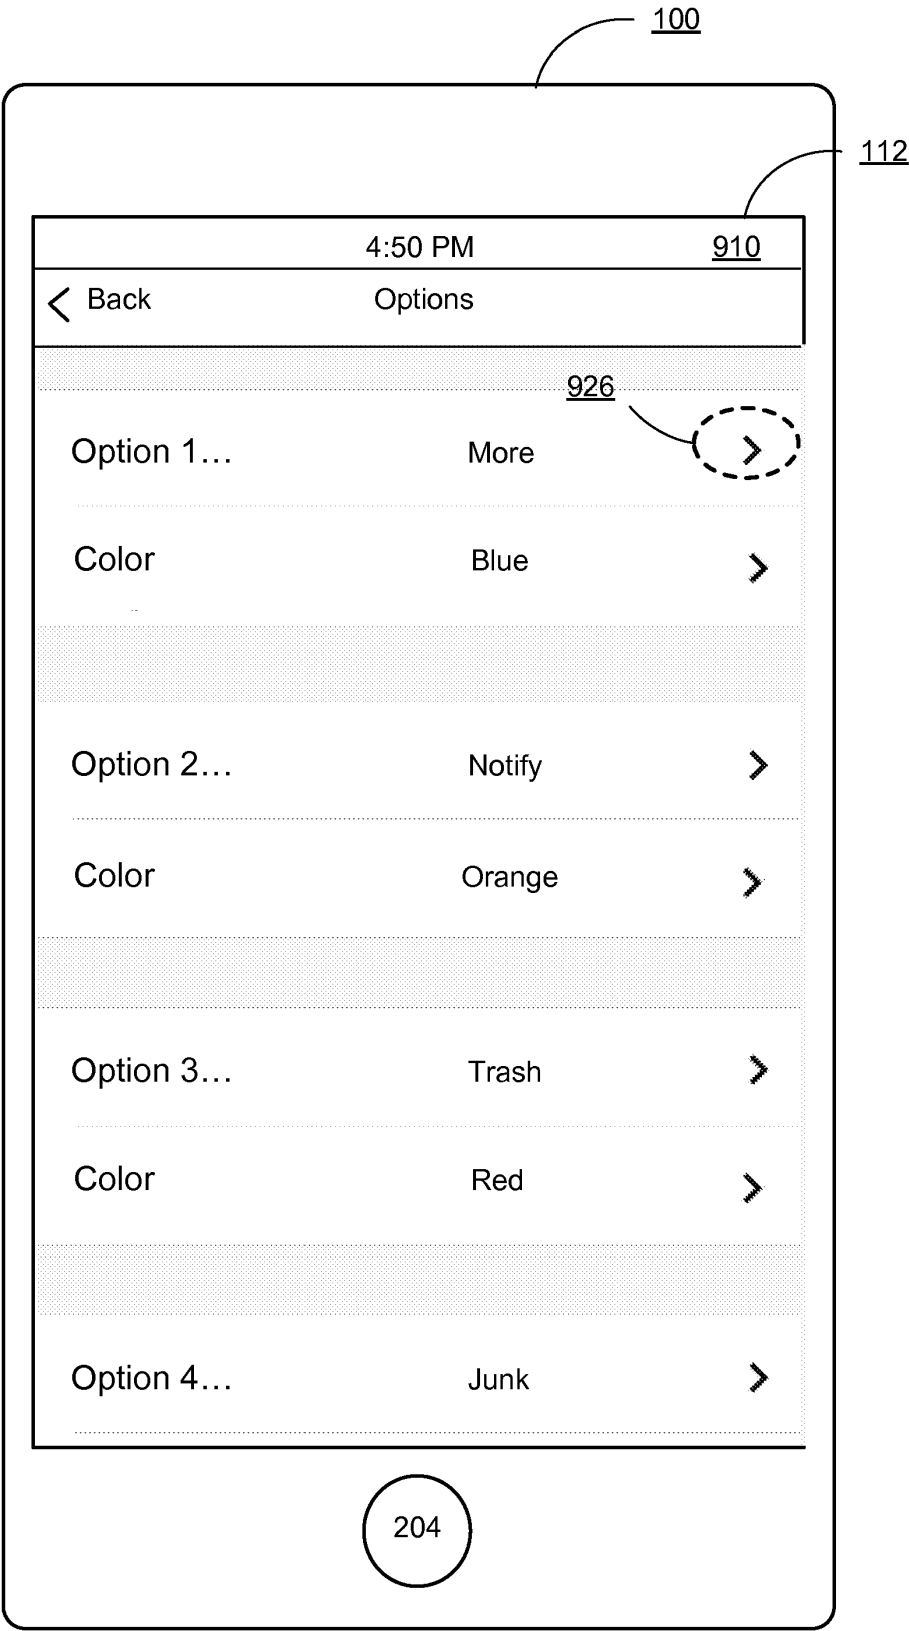 100
112
4:50 PM 910
Back Options
926
Option 1... More
Color Blue
Option 2... Notify
Color Orange
Option 3... Trash
Color Red
Option 4... Junk
204